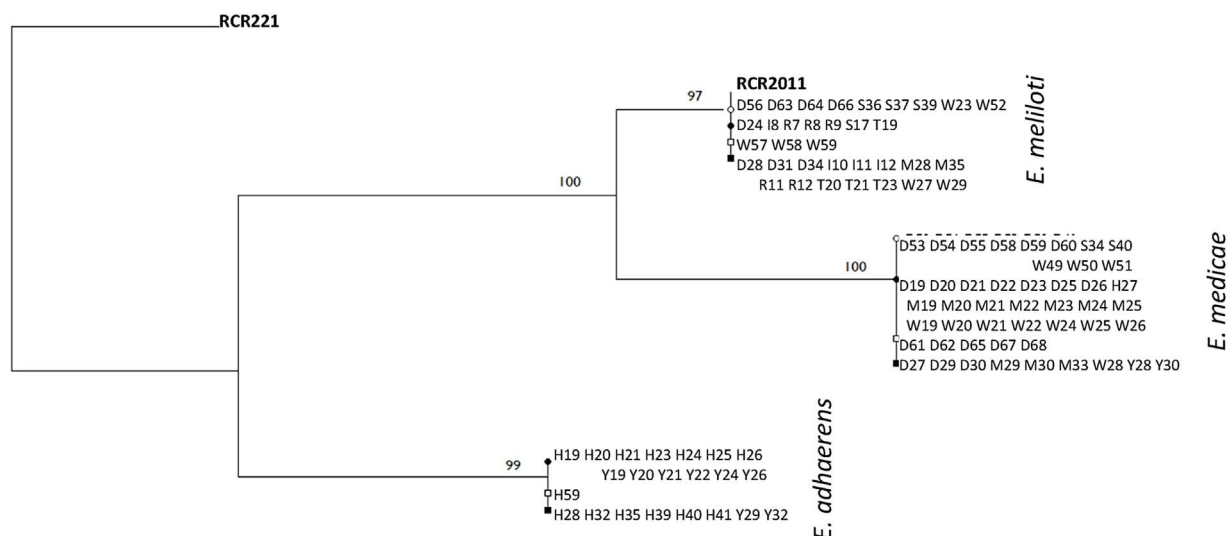 RCR221
RCR2011
97
D56 D63 D64 D66 S36 S37 S39 W23 W52
D24 I8 R7 R8 R9 S17 T19
W57 W58 W59
D28 D31 D34 I10 I11 I12 M28 M35
R11 R12 T20 T21 T23 W27 W29
E. meliloti
100
D53 D54 D55 D58 D59 D60 S34 S40
W49 W50 W51
100
D19 D20 D21 D22 D23 D25 D26 H27
M19 M20 M21 M22 M23 M24 M25
W19 W20 W21 W22 W24 W25 W26
D61 D62 D65 D67 D68
D27 D29 D30 M29 M30 M33 W28 Y28 Y30
E. medicae
99
H19 H20 H21 H23 H24 H25 H26
Y19 Y20 Y21 Y22 Y24 Y26
H59
H28 H32 H35 H39 H40 H41 Y29 Y32
E. adhaerens